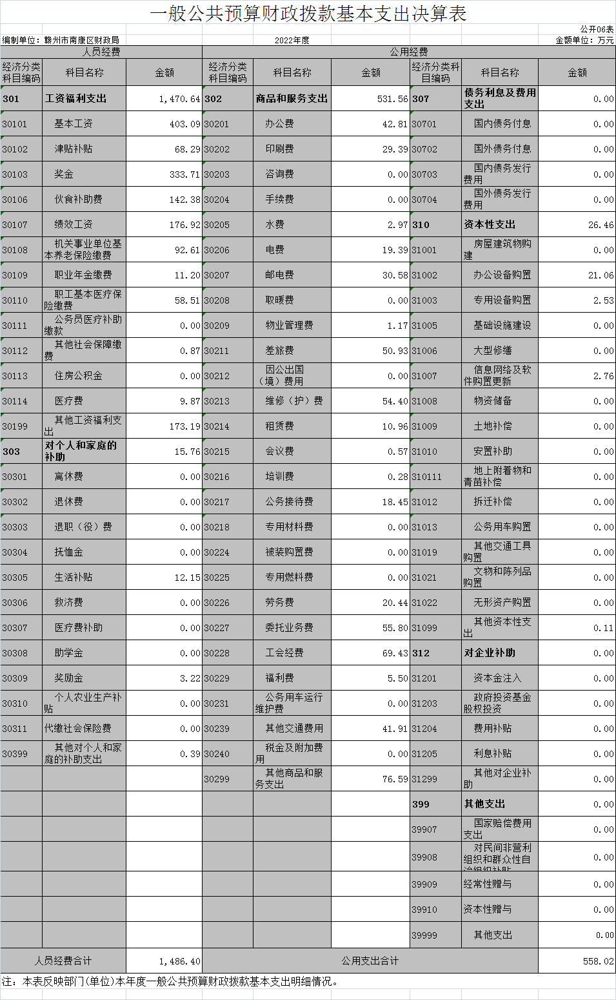 一般公共预算财政拨款基本支出决算表
公开06表
编制单位：赣州市南康区财政局 2022年度 金额单位：万元
人员经费 公用经费
经济分类科目编码 科目名称 金额 经济分类科目编码 科目名称 金额 经济分类科目编码 科目名称 金额
301 工资福利支出 1,470.64 302 商品和服务支出 531.56 307 债务利息及费用支出 0.00
30101 基本工资 403.09 30201 办公费 42.81 30701 国内债务付息 0.00
30102 津贴补贴 68.29 30202 印刷费 29.39 30702 国外债务付息 0.00
30103 奖金 333.71 30203 咨询费 0.00 30703 国内债务发行费用 0.00
30106 伙食补助费 142.38 30204 手续费 0.00 30704 国外债务发行费用 0.00
30107 绩效工资 176.92 30205 水费 2.97 310 资本性支出 26.46
30108 机关事业单位基本养老保险缴费 92.61 30206 电费 19.39 31001 房屋建筑物购建 0.00
30109 职业年金缴费 11.20 30207 邮电费 30.58 31002 办公设备购置 21.06
30110 职工基本医疗保险缴费 58.51 30208 取暖费 0.00 31003 专用设备购置 2.53
30111 公务员医疗补助缴款 0.00 30209 物业管理费 1.17 31005 基础设施建设 0.00
30112 其他社会保障缴费 0.87 30211 差旅费 50.93 31006 大型修缮 0.00
30113 住房公积金 0.00 30212 因公出国（境）费用 0.00 31007 信息网络及软件购置更新 2.76
30114 医疗费 9.87 30213 维修（护）费 54.40 31008 物资储备 0.00
30199 其他工资福利支出 173.19 30214 租赁费 10.96 31009 土地补偿 0.00
303 对个人和家庭的补助 15.76 30215 会议费 0.57 31010 安置补助 0.00
30301 离休费 0.00 30216 培训费 0.28 310111 地上附着物和青苗补偿 0.00
30302 退休费 0.00 30217 公务接待费 18.45 31012 拆迁补偿 0.00
30303 退职（役）费 0.00 30218 专用材料费 0.00 31013 公务用车购置 0.00
30304 抚恤金 0.00 30224 被装购置费 0.00 31019 其他交通工具购置 0.00
30305 生活补贴 12.15 30225 专用燃料费 0.00 31021 文物和陈列品购置 0.00
30306 救济费 0.00 30226 劳务费 20.44 31022 无形资产购置 0.00
30307 医疗费补助 0.00 30227 委托业务费 55.80 31099 其他资本性支出 0.11
30308 助学金 0.00 30228 工会经费 69.43 312 对企业补助 0.00
30309 奖励金 3.22 30229 福利费 5.50 31201 资本金注入 0.00
30310 个人农业生产补贴 0.00 30231 公务用车运行维护费 0.00 31203 政府投资基金股权投资 0.00
30311 代缴社会保险费 0.00 30239 其他交通费用 41.91 31204 费用补贴 0.00
30399 其他对个人和家庭的补助支出 0.39 30240 税金及附加费用 0.00 31205 利息补贴 0.00
30299 其他商品和服务支出 76.59 31299 其他对企业补助 0.00
399 其他支出 0.00
39907 国家赔偿费用支出 0.00
39908 对民间非营利组织和群众性自治组织补贴 0.00
39909 经常性赠与 0.00
39910 资本性赠与 0.00
39999 其他支出 0.00
人员经费合计 1,486.40 公用支出合计 558.02
注：本表反映部门(单位)本年度一般公共预算财政拨款基本支出明细情况。